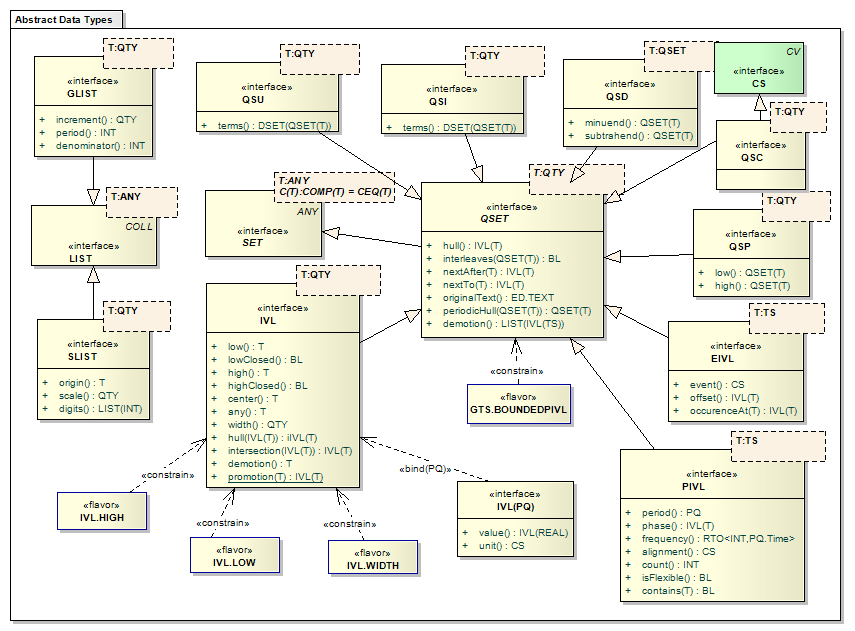 Abstract Data Types
T:QTY
«interface»
GLIST
+ increment() : QTY
+ period() : INT
+ denominator() : INT
T:QTY
«interface»
QSU
+ terms() : DSET(QSET(T))
T:QTY
«interface»
QSI
+ terms() : DSET(QSET(T))
T:QSET
«interface»
QSD
+ minuend() : QSET(T)
+ subtrahend() : QSET(T)
CV
«interface»
CS
T:QTY
«interface»
QSC
T:ANY
COLL
«interface»
LIST
T:ANY
C(T):COMP(T) = CEQ(T)
ANY
«interface»
SET
T:QTY
«interface»
QSET
+ hull() : IVL(T)
+ interleaves(QSET(T)) : BL
+ nextAfter(T) : IVL(T)
+ nextTo(T) : IVL(T)
+ originalText() : ED.TEXT
+ periodicHull(QSET(T)) : QSET(T)
+ demotion() : LIST(IVL(TS))
T:QTY
«interface»
QSP
+ low() : QSET(T)
+ high() : QSET(T)
T:QTY
«interface»
SLIST
+ origin() : T
+ scale() : QTY
+ digits() : LIST(INT)
T:QTY
«interface»
IVL
+ low() : T
+ lowClosed() : BL
+ high() : T
+ highClosed() : BL
+ center() : T
+ any() : T
+ width() : QTY
+ hull(IVL(T)) : iIVL(T)
+ intersection(IVL(T)) : IVL(T)
+ demotion() : T
+ promotion(T) : IVL(T)
T:TS
«interface»
EIVL
+ event() : CS
+ offset() : IVL(T)
+ occurenceAt(T) : IVL(T)
«constrain»
«flavor»
GTS.BOUNDEDPIVL
T:TS
«interface»
PIVL
+ period() : PQ
+ phase() : IVL(T)
+ frequency() : RTO<INT,PQ.Time>
+ alignment() : CS
+ count() : INT
+ isFlexible() : BL
+ contains(T) : BL
«constrain»
«bind(PQ)»
«flavor»
IVL.HIGH
«constrain»
«constrain»
«interface»
IVL(PQ)
+ value() : IVL(REAL)
+ unit() : CS
«flavor»
IVL.LOW
«flavor»
IVL.WIDTH